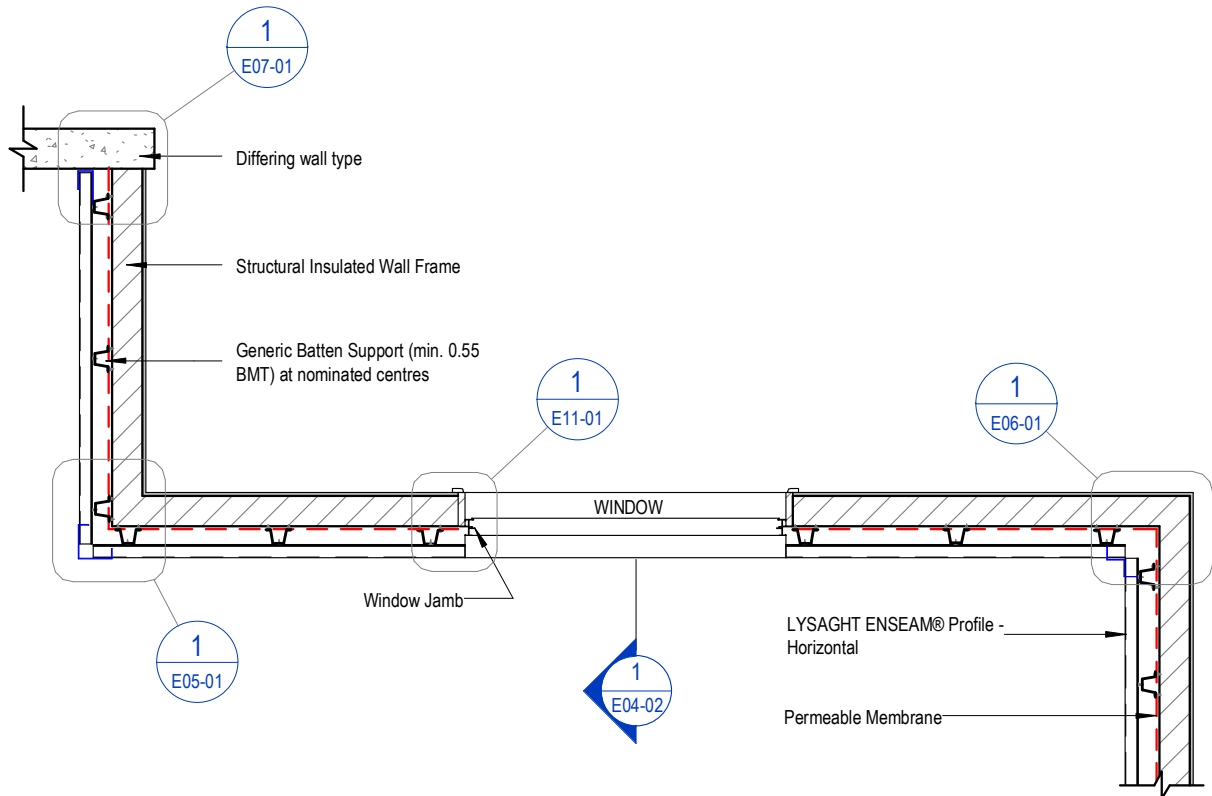 1
E07-01
Differing wall type
Structural Insulated Wall Frame
Generic Batten Support (min. 0.55
BMT) at nominated centres
1
E11-01
1
E06-01
WINDOW
Window Jamb
1
E05-01
1
E04-02
LYSAGHT ENSEAM® Profile -
Horizontal
Permeable Membrane